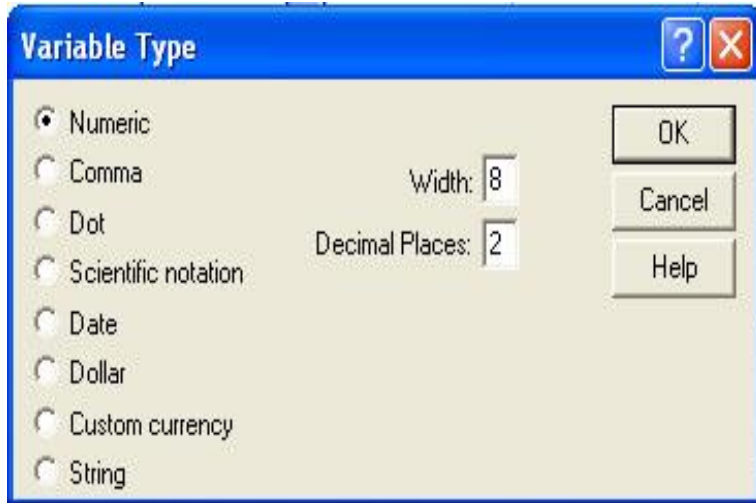 Variable Type
?
X
Numeric
Comma
Dot
Scientific notation
Date
Dollar
Custom currency
String
Width: 8
Decimal Places: 2
OK
Cancel
Help